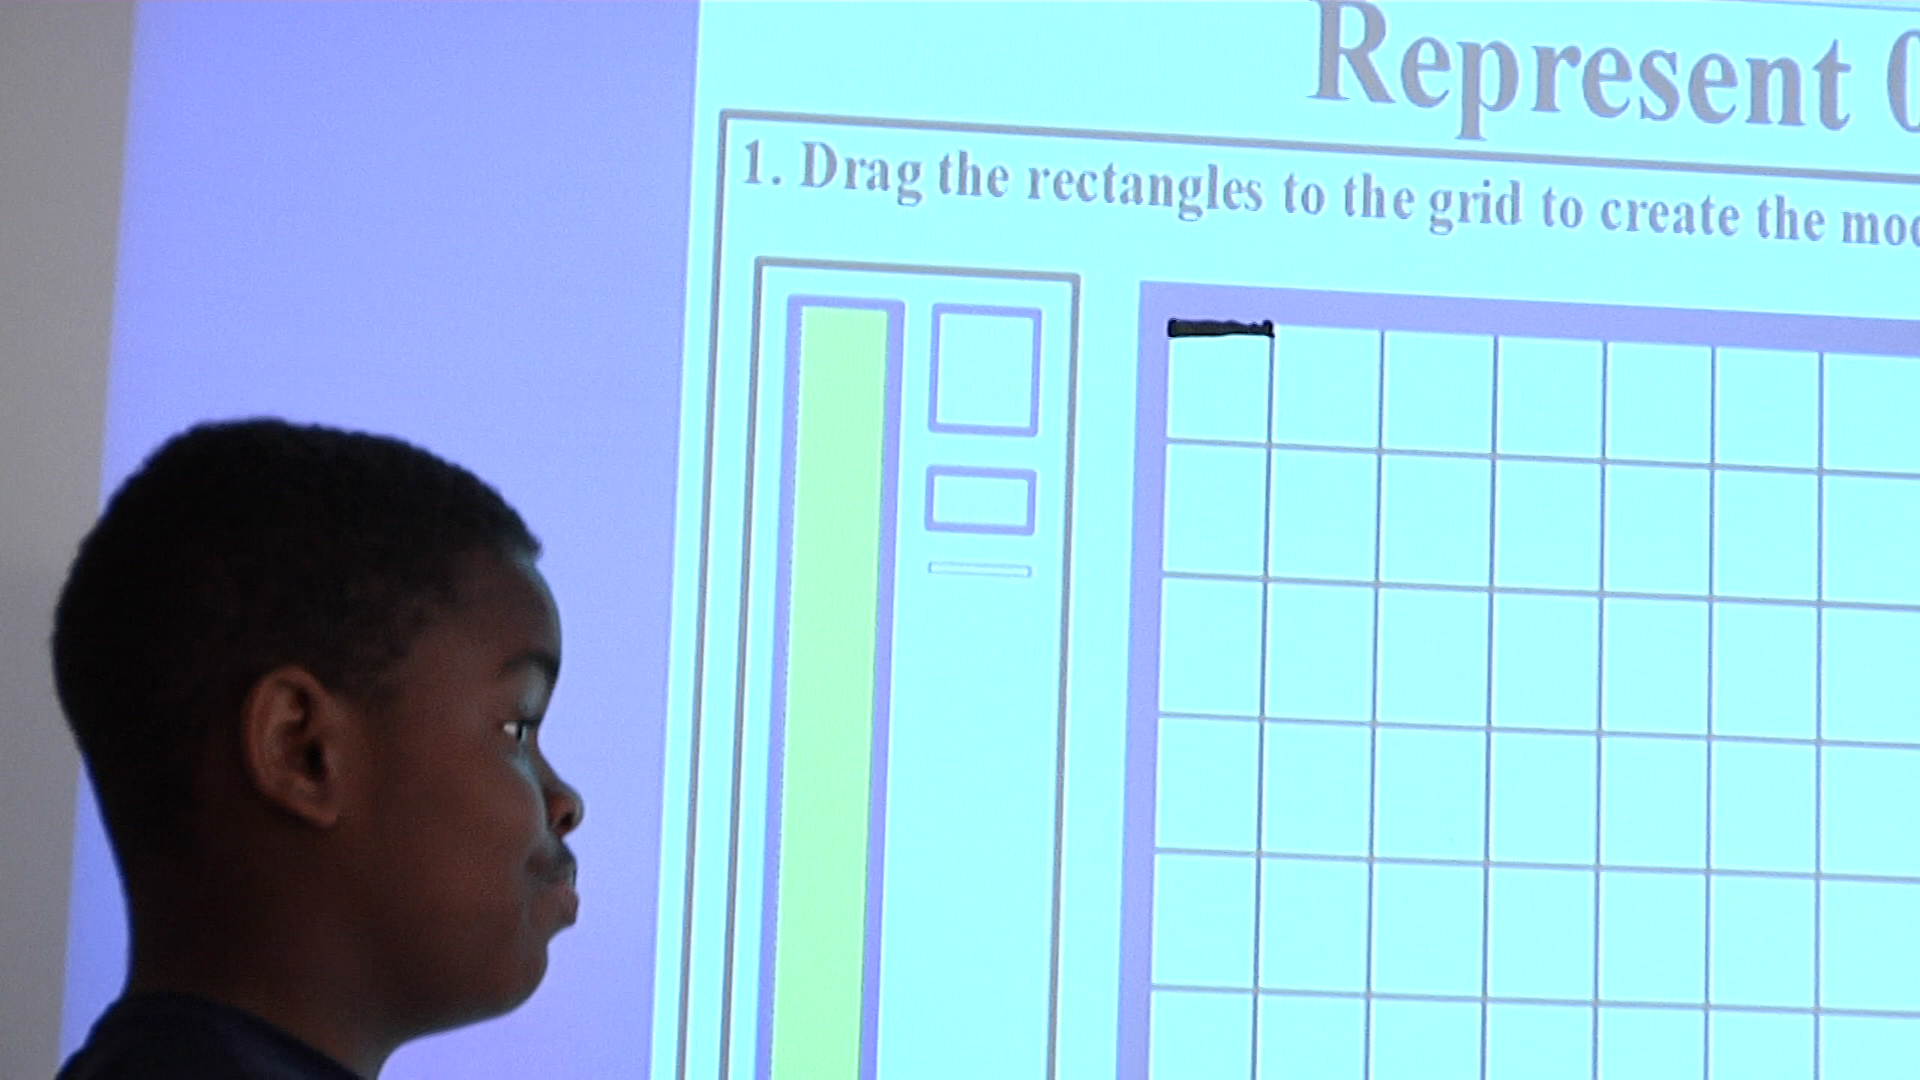 Represent
1. Drag the rectangles to the grid to create the